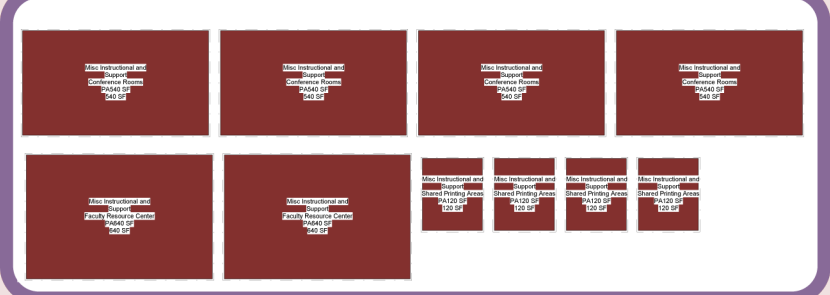 Misc Instructional and
Support
Conference Rooms
PA540 SF
540 SF
Misc Instructional and
Support
Conference Rooms
PA540 SF
540 SF
Misc Instructional and
Support
Conference Rooms
PA540 SF
540 SF
Misc Instructional and
Support
Conference Rooms
PA540 SF
540 SF
Misc Instructional and
Support
Faculty Resource Center
PA640 SF
640 SF
Misc Instructional and
Support
Faculty Resource Center
PA640 SF
640 SF
Misc Instructional and
Support
Shared Printing Areas
PA120 SF
120 SF
Misc Instructional and
Support
Shared Printing Areas
PA120 SF
120 SF
Misc Instructional and
Support
Shared Printing Areas
PA120 SF
120 SF
Misc Instructional and
Support
Shared Printing Areas
PA120 SF
120 SF